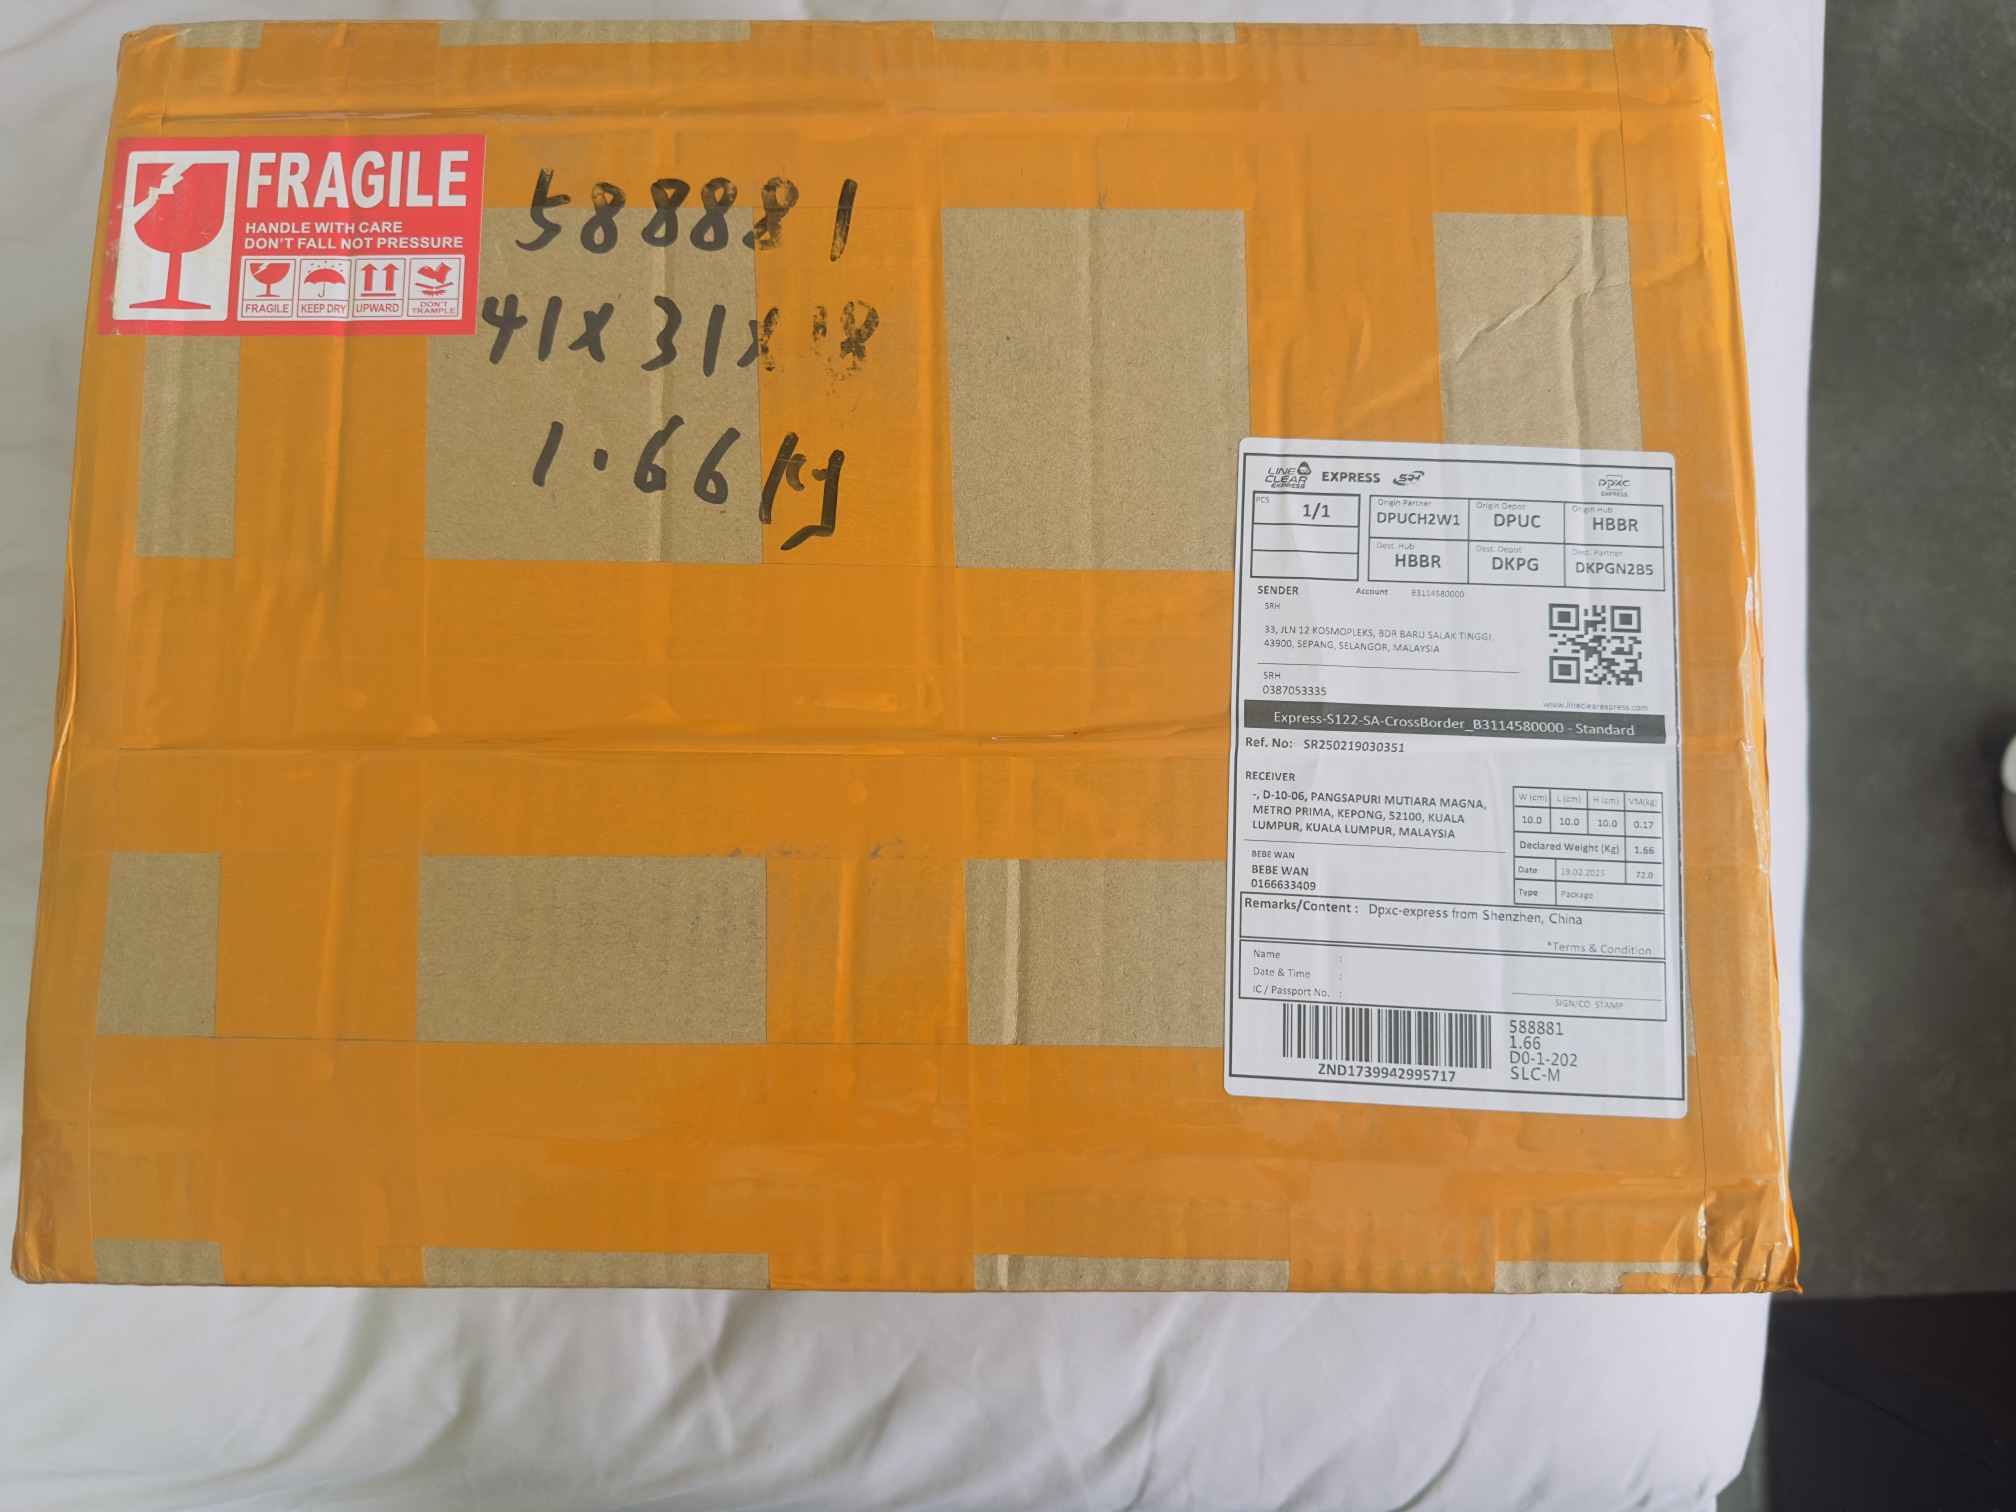 FRAGILE
HANDLE WITH CARE
DON'T FALL NOT PRESSURE
FRAGILE KEEP DRY UPWARD DON'T TRAMPLE
588881
41x31x18
1.66kg
LINE CLEAR EXPRESS EXPRESS SRH DPXC EXPRESS
PCS 1/1
Origin Partner Origin Depot Origin Hub
DPUCH2W1 DPUC HBBR
Dest. Hub Dest. Depot Dest. Partner
HBBR DKPG DKPGN2B5
SENDER Account B3114580000
SRH
33, JLN 12 KOSMOPLEKS, BDR BARU SALAK TINGGI,
43900, SEPANG, SELANGOR, MALAYSIA
SRH
0387053335
www.lineclearexpress.com
Express-S122-SA-CrossBorder_B3114580000 - Standard
Ref. No: SR250219030351
RECEIVER
-, D-10-06, PANGSAPURI MUTIARA MAGNA,
METRO PRIMA, KEPONG, 52100, KUALA
LUMPUR, KUALA LUMPUR, MALAYSIA
BEBE WAN
BEBE WAN
0166633409
W (cm) L (cm) H (cm) VM(kg)
10.0 10.0 10.0 0.17
Declared Weight (Kg) 1.66
Date 19.02.2025 72.0
Type Package
Remarks/Content : Dpxc-express from Shenzhen, China
*Terms & Condition
Name :
Date & Time :
IC / Passport No. :
SIGN/CO. STAMP
ZND1739942995717
588881
1.66
D0-1-202
SLC-M